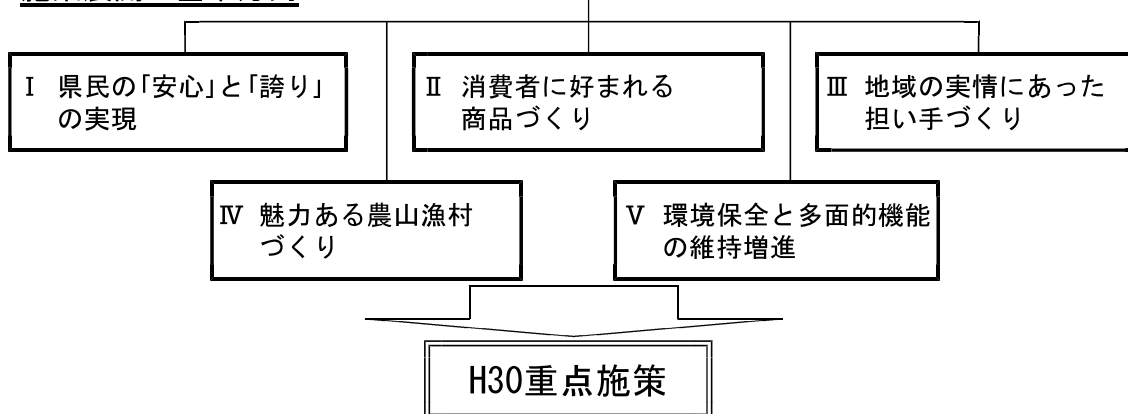 Ⅰ 県民の｢安心｣と｢誇り｣
の実現
Ⅱ 消費者に好まれる
商品づくり
Ⅲ 地域の実情にあった
担い手づくり
Ⅳ 魅力ある農山漁村
づくり
Ⅴ 環境保全と多面的機能
の維持増進
H30重点施策